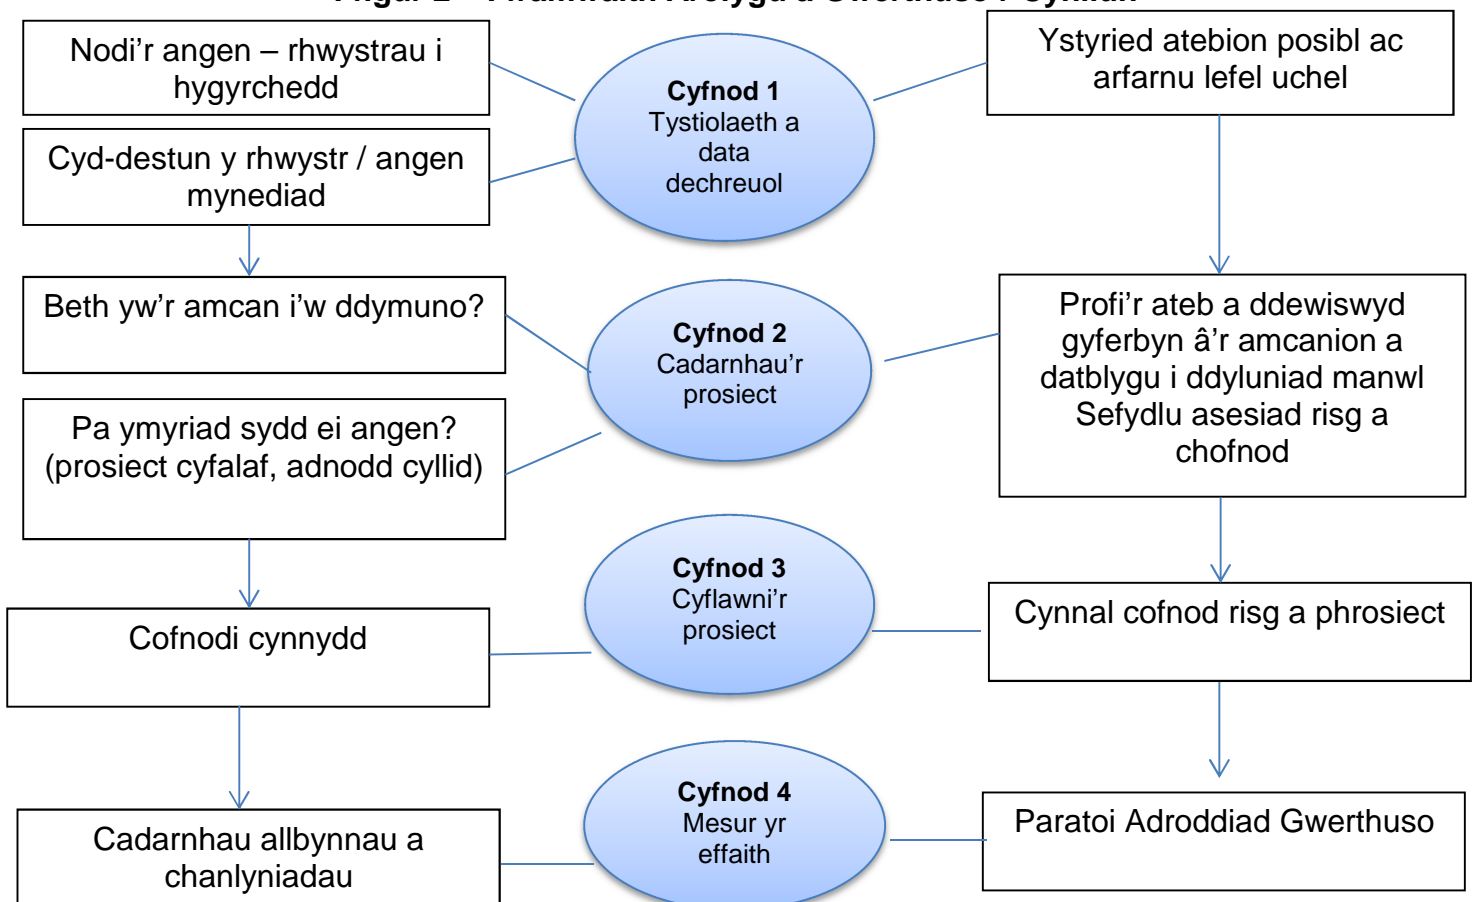 Nodi’r angen – rhwystrau i
hygyrchedd
Cyd-destun y rhwystr / angen
mynediad
Cyfnod 1
Tystiolaeth a
data
dechreuol
Ystyried atebion posibl ac
arfarnu lefel uchel
Beth yw’r amcan i’w ddymuno?
Pa ymyriad sydd ei angen?
(prosiect cyfalaf, adnodd cyllid)
Cyfnod 2
Cadarnhau’r
prosiect
Profi’r ateb a ddewiswyd
gyferbyn â’r amcanion a
datblygu i ddyluniad manwl
Sefydlu asesiad risg a
chofnod
Cofnodi cynnydd
Cyfnod 3
Cyflawni’r
prosiect
Cynnal cofnod risg a phrosiect
Cadarnhau allbynnau a
chanlyniadau
Cyfnod 4
Mesur yr
effaith
Paratoi Adroddiad Gwerthuso